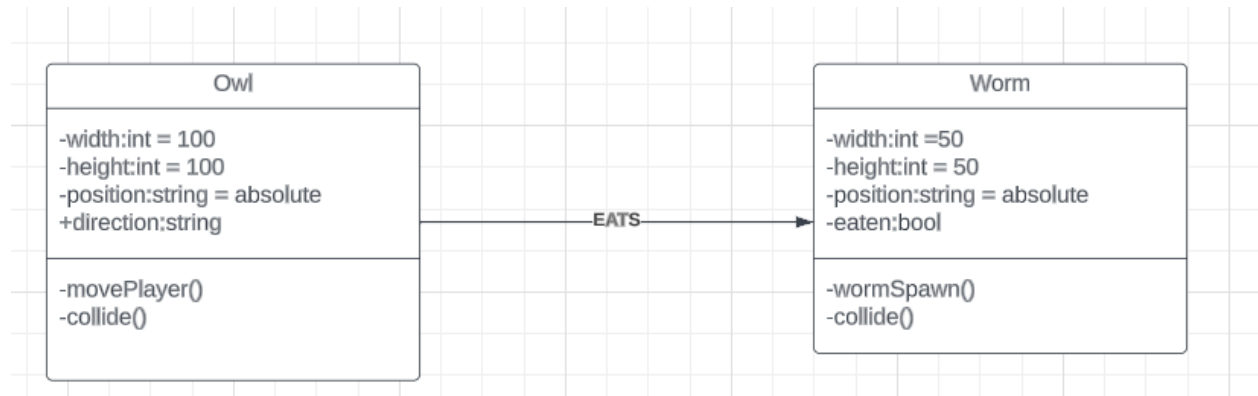 Owl
-width:int = 100
-height:int = 100
-position:string = absolute
+direction:string
-movePlayer()
-collide()
EATS
Worm
-width:int =50
-height:int = 50
-position:string = absolute
-eaten:bool
-wormSpawn()
-collide()